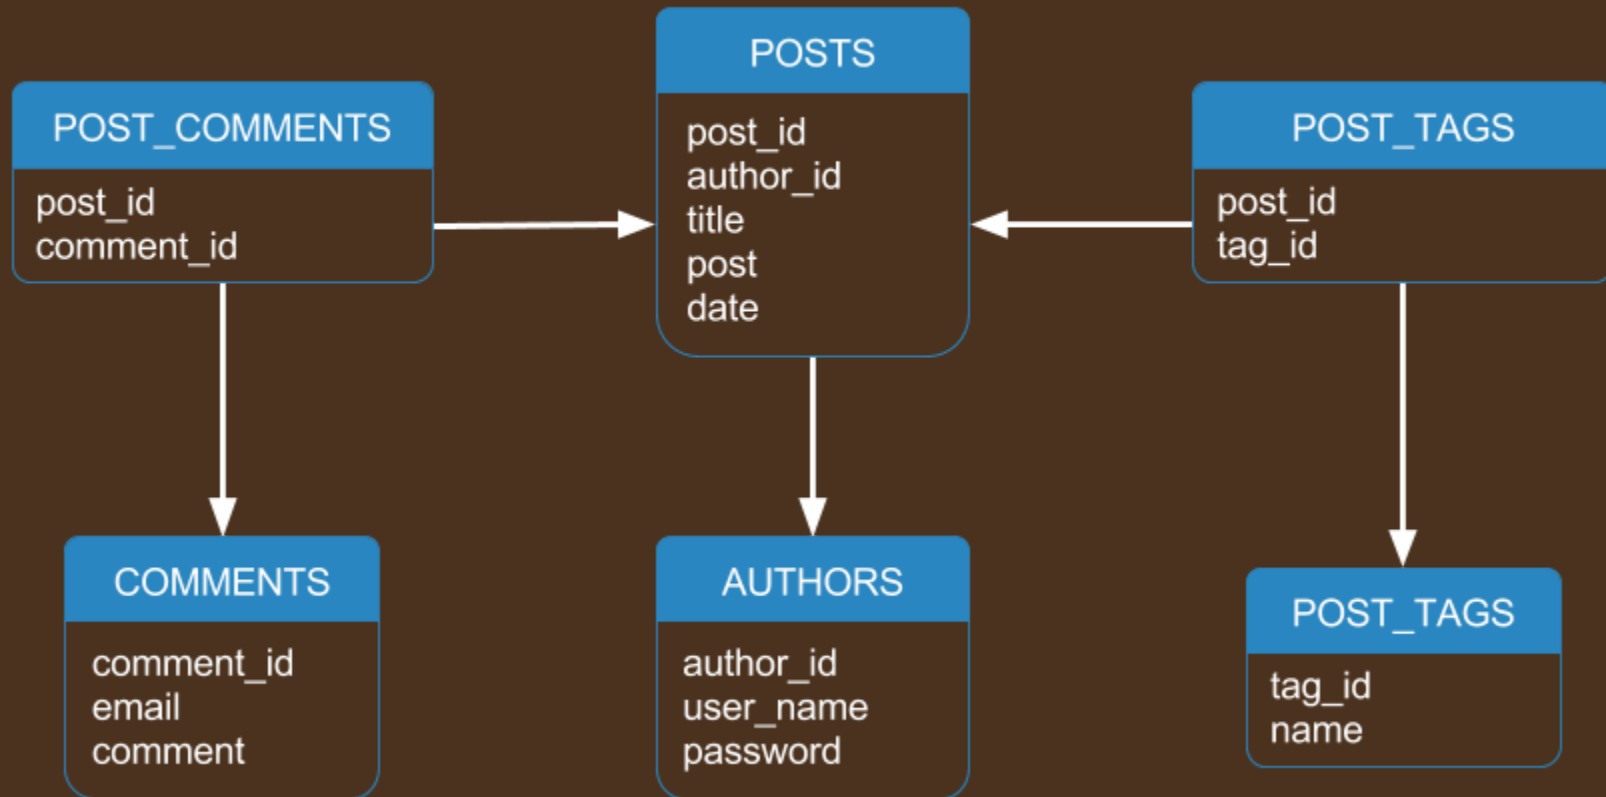 POSTS
post_id
author_id
title
post
date
POST_COMMENTS
post_id
comment_id
POST_TAGS
post_id
tag_id
COMMENTS
comment_id
email
comment
AUTHORS
author_id
user_name
password
POST_TAGS
tag_id
name